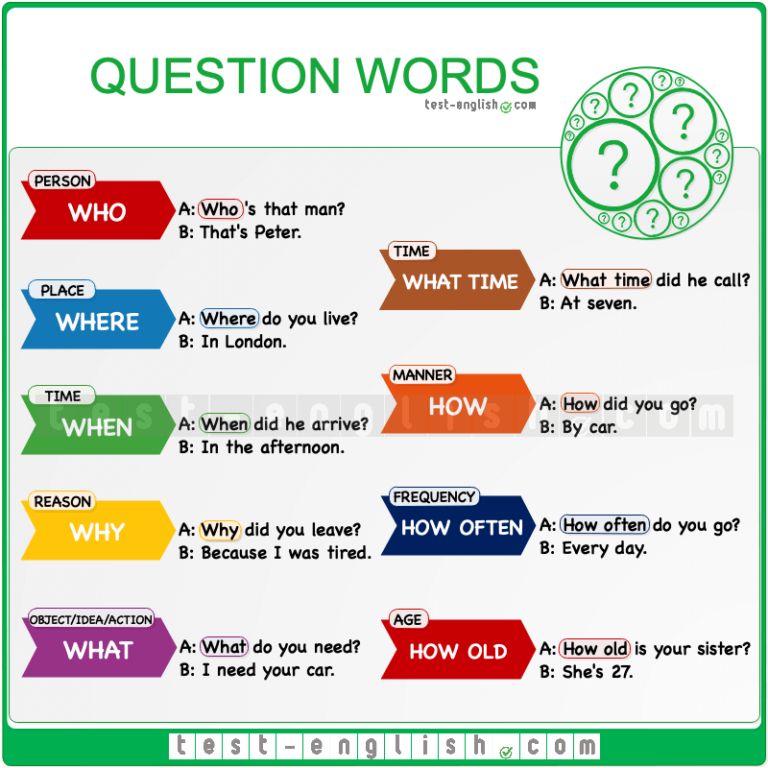 QUESTION WORDS
test-english.com
? ? ? ? ? ? ? ? ? ? ? ? ?
PERSON
WHO
A: Who's that man?
B: That's Peter.
PLACE
WHERE
A: Where do you live?
B: In London.
TIME
WHEN
A: When did he arrive?
B: In the afternoon.
REASON
WHY
A: Why did you leave?
B: Because I was tired.
OBJECT/IDEA/ACTION
WHAT
A: What do you need?
B: I need your car.
TIME
WHAT TIME
A: What time did he call?
B: At seven.
MANNER
HOW
A: How did you go?
B: By car.
FREQUENCY
HOW OFTEN
A: How often do you go?
B: Every day.
AGE
HOW OLD
A: How old is your sister?
B: She's 27.
test-english.com
test-english.com